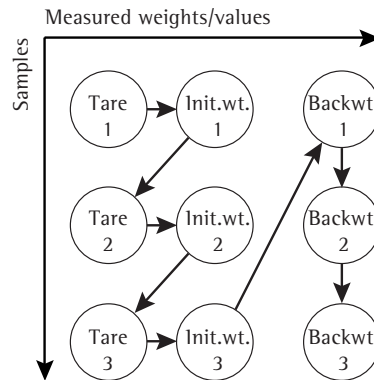 Measured weights/values
Samples
Tare
1
Init.wt.
1
Backwt
1
Tare
2
Init.wt.
2
Backwt
2
Tare
3
Init.wt.
3
Backwt
3